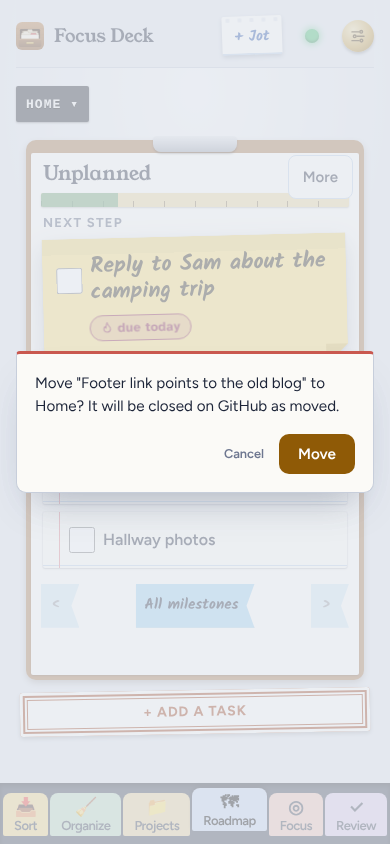 Focus Deck
+ Jot
HOME ▾
Unplanned
More
NEXT STEP
Reply to Sam about the
camping trip
due today
Move "Footer link points to the old blog" to
Home? It will be closed on GitHub as moved.
Cancel
Move
Hallway photos
<
All milestones
>
+ ADD A TASK
Sort
Organize
Projects
Roadmap
Focus
Review